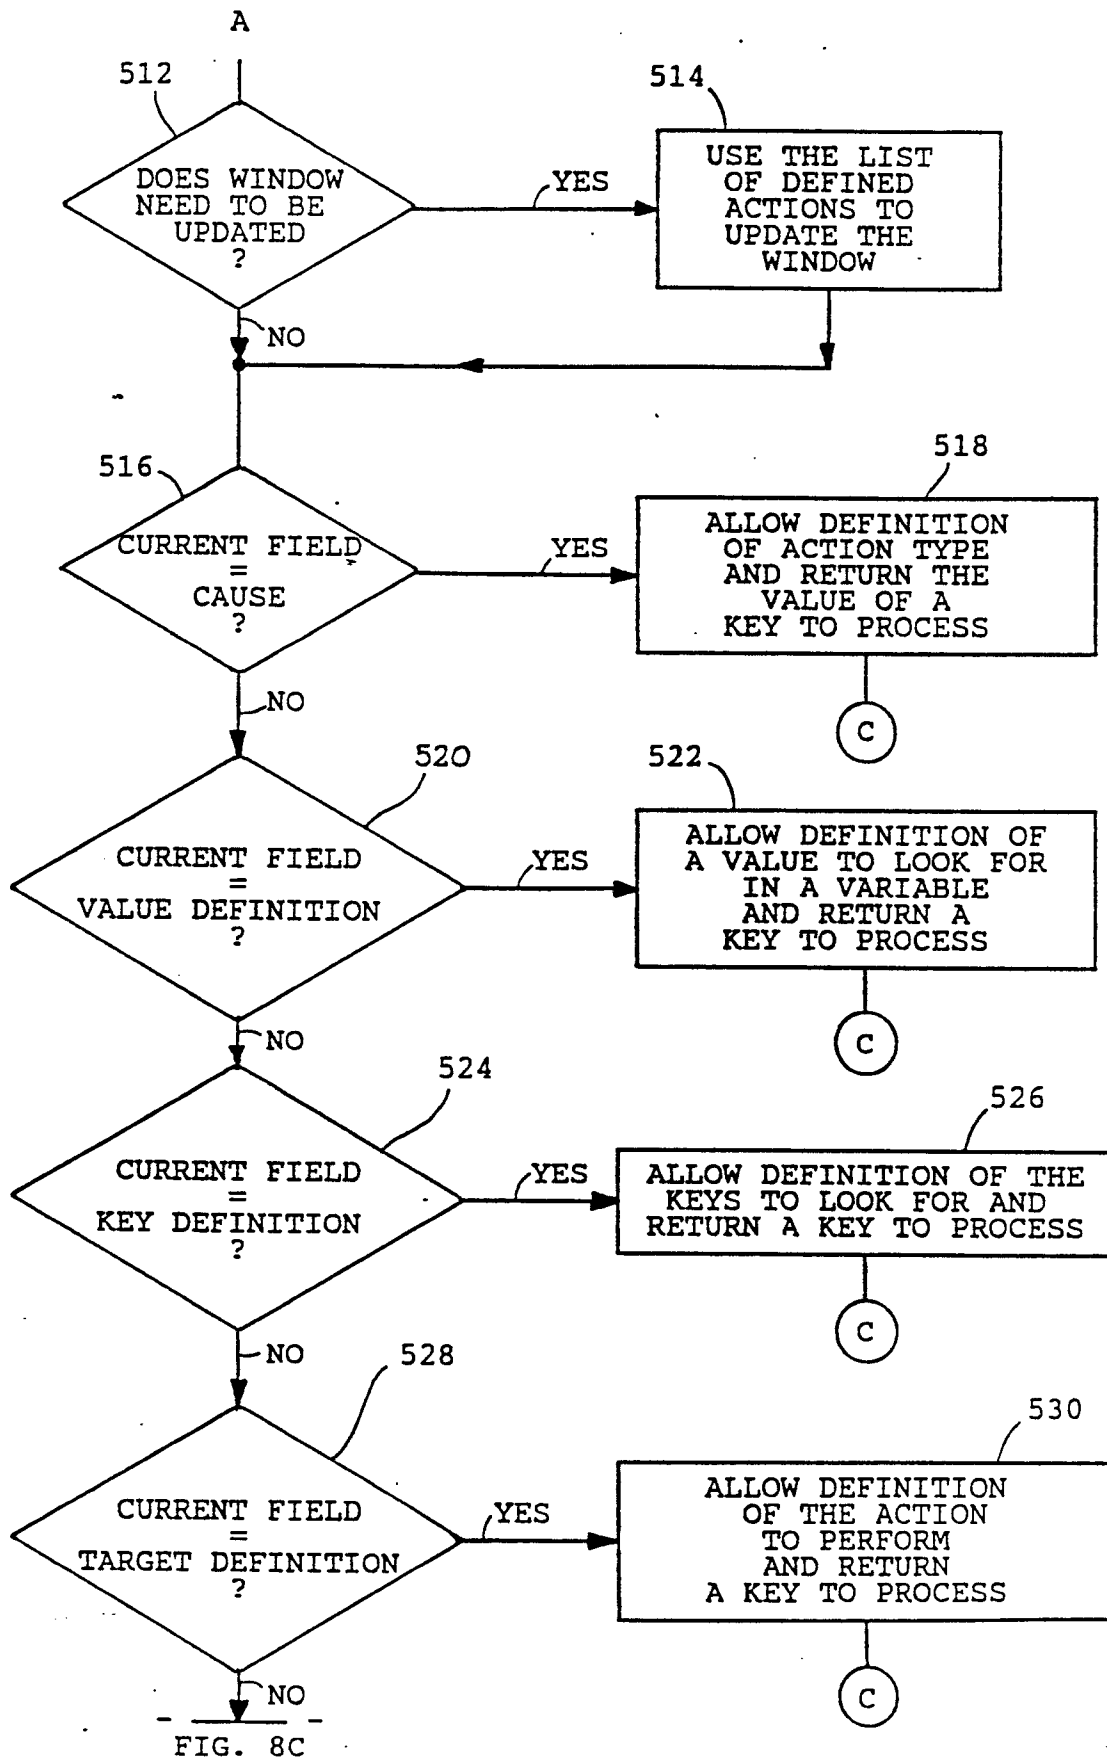 A
512
DOES WINDOW
NEED TO BE
UPDATED
?
YES
514
USE THE LIST
OF DEFINED
ACTIONS TO
UPDATE THE
WINDOW
NO
516
CURRENT FIELD
=
CAUSE
?
YES
518
ALLOW DEFINITION
OF ACTION TYPE
AND RETURN THE
VALUE OF A
KEY TO PROCESS
C
NO
520
CURRENT FIELD
=
VALUE DEFINITION
?
YES
522
ALLOW DEFINITION OF
A VALUE TO LOOK FOR
IN A VARIABLE
AND RETURN A
KEY TO PROCESS
C
NO
524
CURRENT FIELD
=
KEY DEFINITION
?
YES
526
ALLOW DEFINITION OF THE
KEYS TO LOOK FOR AND
RETURN A KEY TO PROCESS
C
NO
528
CURRENT FIELD
=
TARGET DEFINITION
?
YES
530
ALLOW DEFINITION
OF THE ACTION
TO PERFORM
AND RETURN
A KEY TO PROCESS
C
NO
FIG. 8C